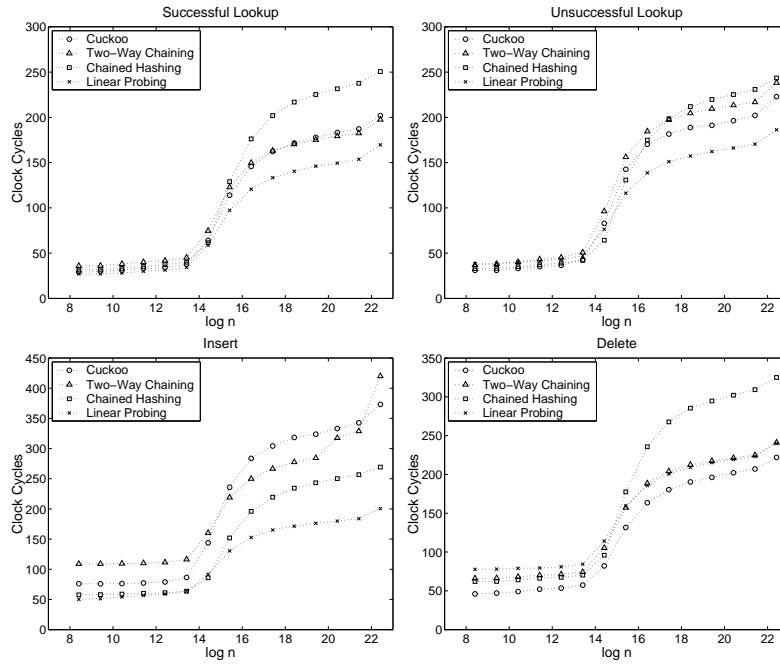 Successful Lookup
300
250
200
150
100
50
0
Clock Cycles
Cuckoo
Two−Way Chaining
Chained Hashing
Linear Probing
8 10 12 14 16 18 20 22
log n
Unsuccessful Lookup
300
250
200
150
100
50
0
Clock Cycles
Cuckoo
Two−Way Chaining
Chained Hashing
Linear Probing
8 10 12 14 16 18 20 22
log n
Insert
450
400
350
300
250
200
150
100
50
0
Clock Cycles
Cuckoo
Two−Way Chaining
Chained Hashing
Linear Probing
8 10 12 14 16 18 20 22
log n
Delete
350
300
250
200
150
100
50
0
Clock Cycles
Cuckoo
Two−Way Chaining
Chained Hashing
Linear Probing
8 10 12 14 16 18 20 22
log n